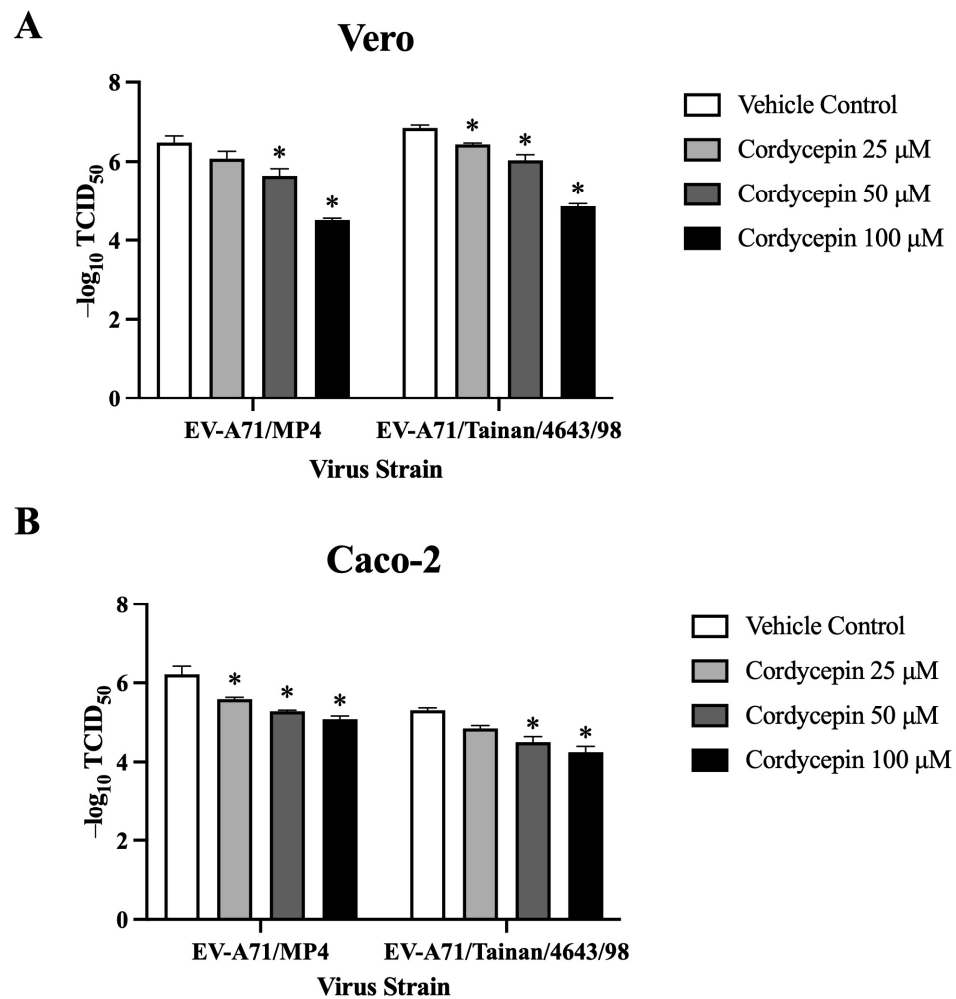 A
Vero
8
6
4
2
0
–log10 TCID50
*
*
*
*
*
EV-A71/MP4
EV-A71/Tainan/4643/98
Virus Strain
Vehicle Control
Cordycepin 25 μM
Cordycepin 50 μM
Cordycepin 100 μM
B
Caco-2
8
6
4
2
0
–log10 TCID50
*
*
*
*
*
EV-A71/MP4
EV-A71/Tainan/4643/98
Virus Strain
Vehicle Control
Cordycepin 25 μM
Cordycepin 50 μM
Cordycepin 100 μM